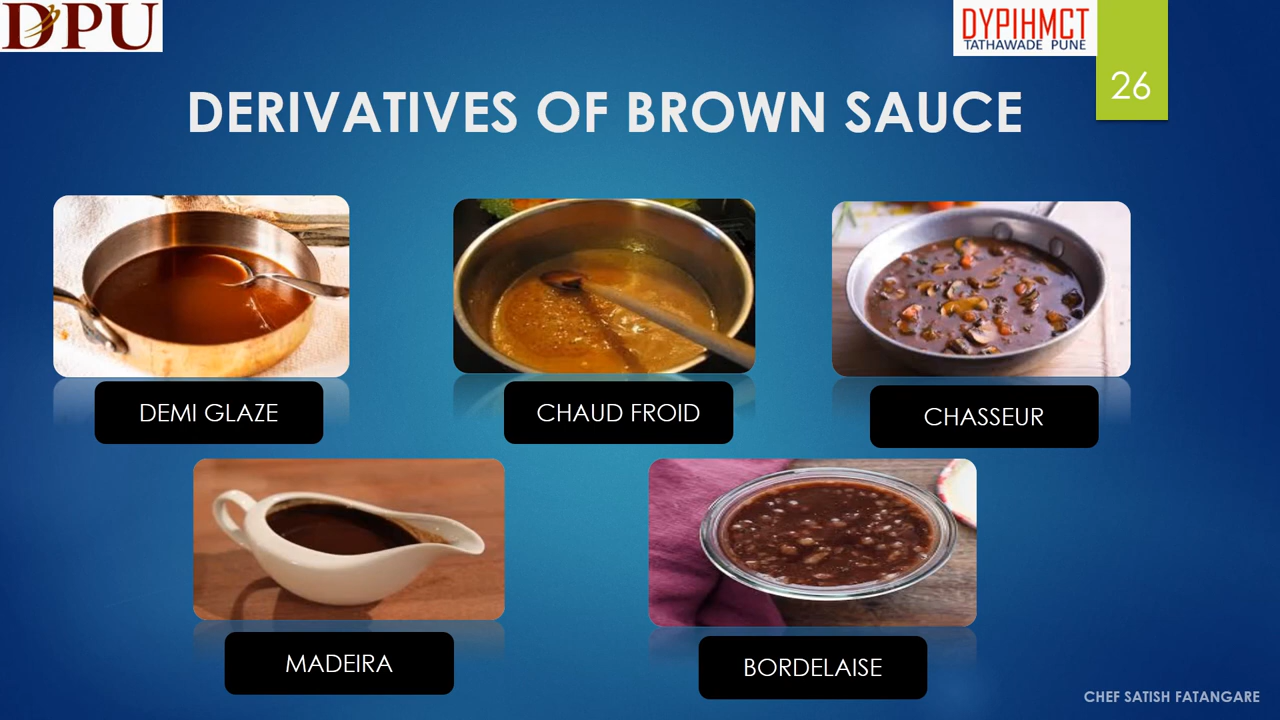 DPU
DYPIHMCT
TATHAWADE PUNE
26
DERIVATIVES OF BROWN SAUCE
DEMI GLAZE
CHAUD FROID
CHASSEUR
MADEIRA
BORDELAISE
CHEF SATISH FATANGARE